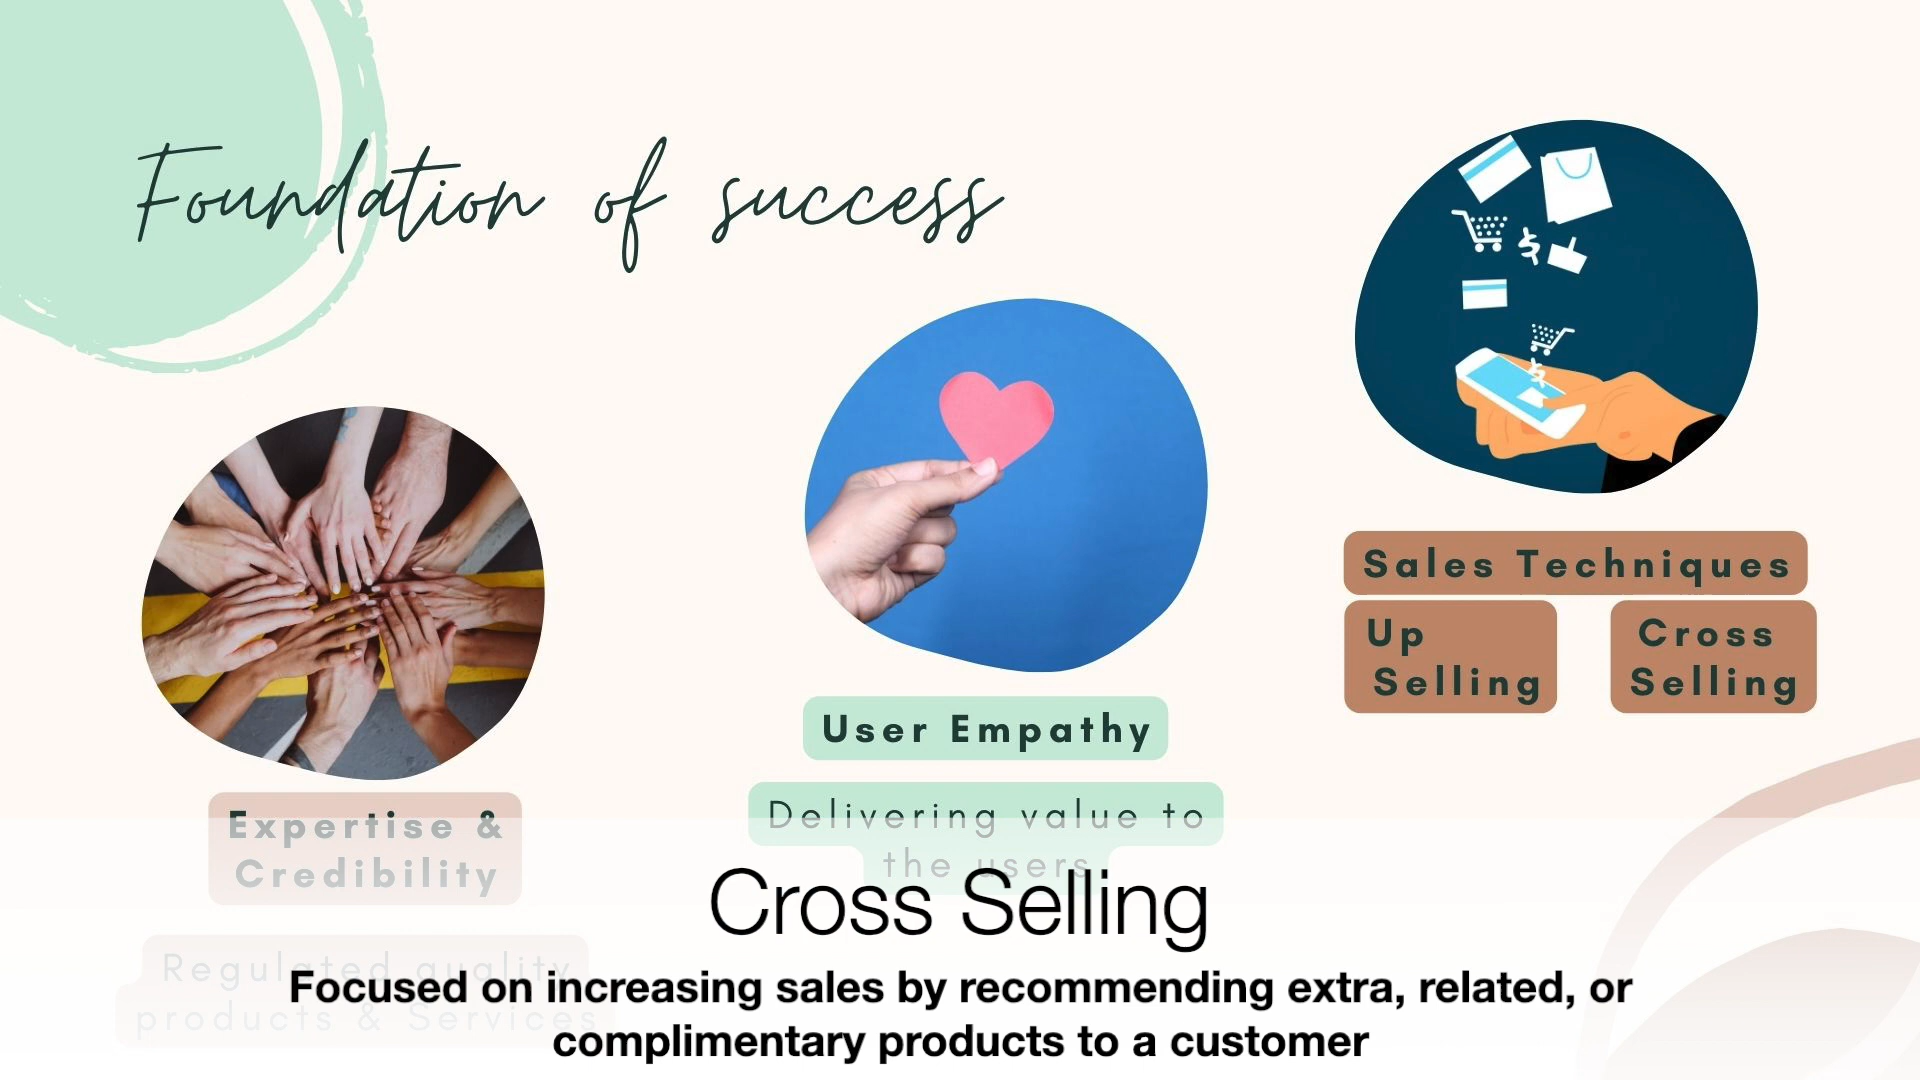 Foundation of success
Sales Techniques
Up
Selling
Cross
Selling
User Empathy
Delivering value to
the users
Expertise &
Credibility
Regulated quality
products & Services
Cross Selling
Focused on increasing sales by recommending extra, related, or
complimentary products to a customer